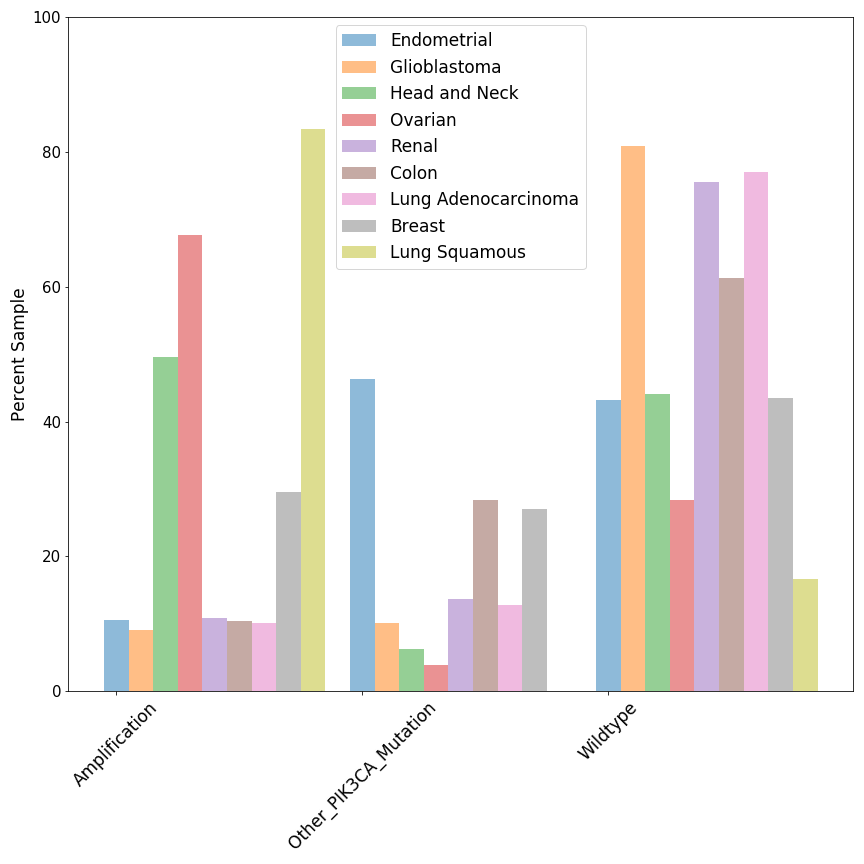 100
80
60
40
20
0
Percent Sample
Endometrial
Glioblastoma
Head and Neck
Ovarian
Renal
Colon
Lung Adenocarcinoma
Breast
Lung Squamous
Amplification
Other_PIK3CA_Mutation
Wildtype